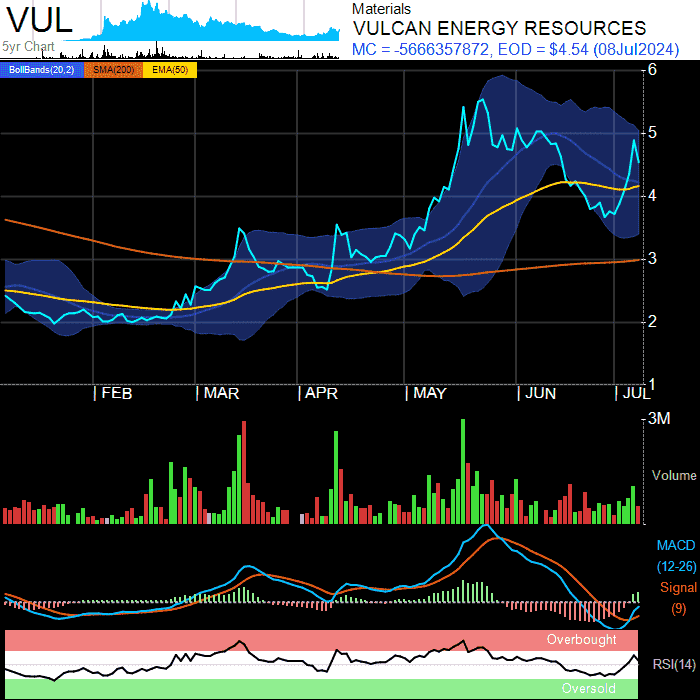 VUL
5yr Chart
Materials
VULCAN ENERGY RESOURCES
MC = -5666357872, EOD = $4.54 (08Jul2024)
BollBands(20,2) SMA(200) EMA(50)
6
5
4
3
2
1
| FEB | MAR | APR | MAY | JUN | JUL
3M
Volume
MACD
(12-26)
Signal
(9)
Overbought
RSI(14)
Oversold